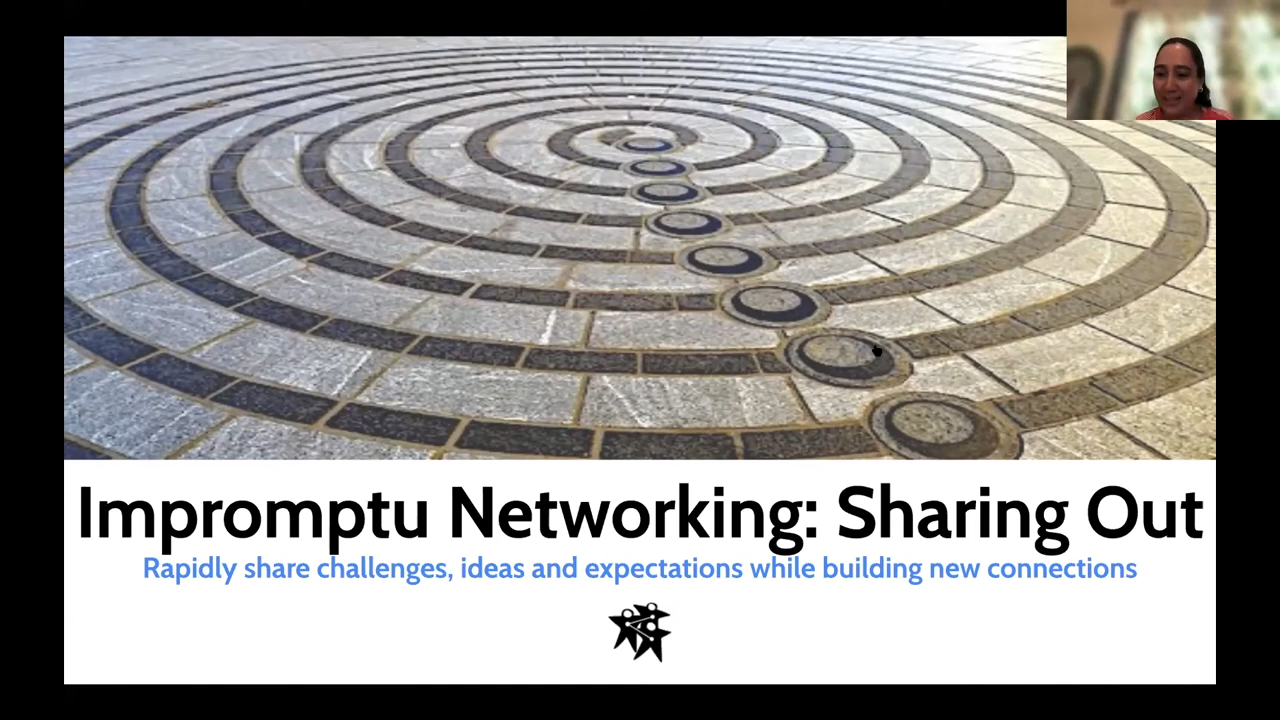 Impromptu Networking: Sharing Out
Rapidly share challenges, ideas and expectations while building new connections